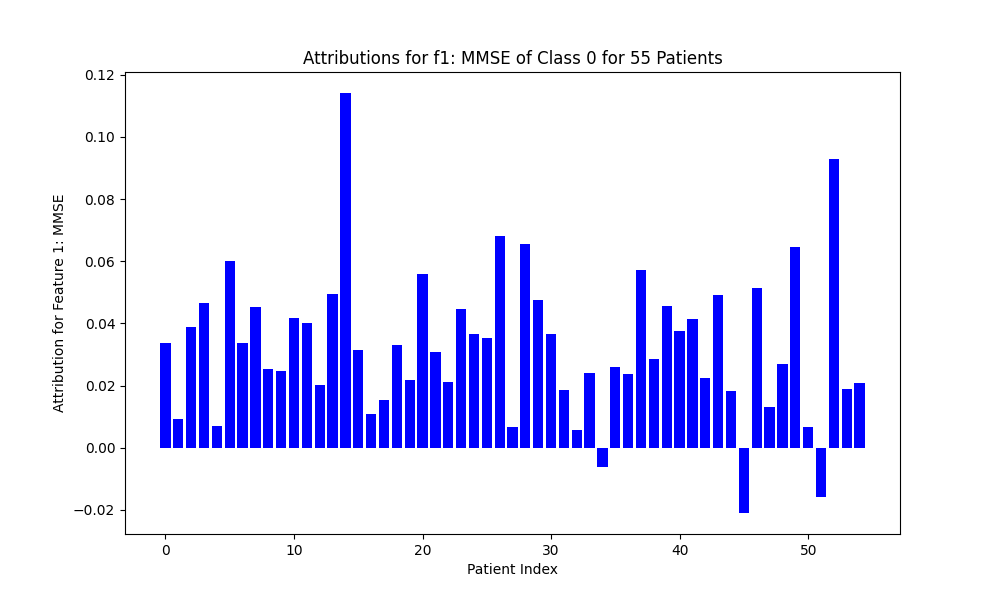 Attributions for f1: MMSE of Class 0 for 55 Patients
Attribution for Feature 1: MMSE
0.12
0.10
0.08
0.06
0.04
0.02
0.00
−0.02
0 10 20 30 40 50
Patient Index